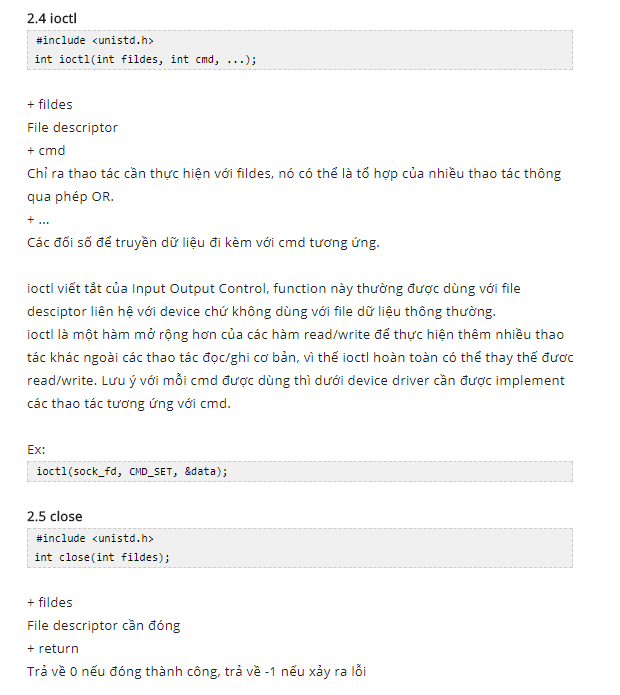 2.4 ioctl
#include <unistd.h>
int ioctl(int fildes, int cmd, ...);
+ fildes
File descriptor
+ cmd
Chỉ ra thao tác cần thực hiện với fildes, nó có thể là tổ hợp của nhiều thao tác thông
qua phép OR.
+ ...
Các đối số để truyền dữ liệu đi kèm với cmd tương ứng.
ioctl viết tắt của Input Output Control, function này thường được dùng với file
desciptor liên hệ với device chứ không dùng với file dữ liệu thông thường.
ioctl là một hàm mở rộng hơn của các hàm read/write để thực hiện thêm nhiều thao
tác khác ngoài các thao tác đọc/ghi cơ bản, vì thế ioctl hoàn toàn có thể thay thế được
read/write. Lưu ý với mỗi cmd được dùng thì dưới device driver cần được implement
các thao tác tương ứng với cmd.
Ex:
ioctl(sock_fd, CMD_SET, &data);
2.5 close
#include <unistd.h>
int close(int fildes);
+ fildes
File descriptor cần đóng
+ return
Trả về 0 nếu đóng thành công, trả về -1 nếu xảy ra lỗi